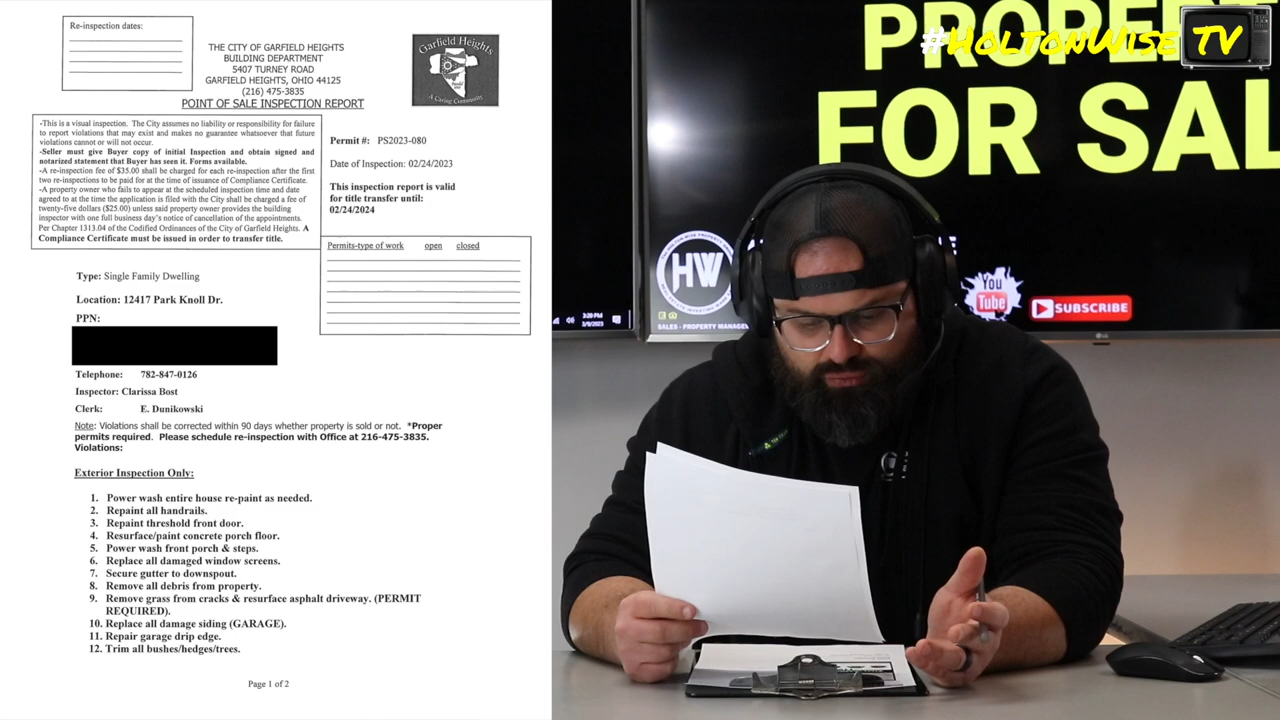 Re-inspection dates:
THE CITY OF GARFIELD HEIGHTS
BUILDING DEPARTMENT
5407 TURNEY ROAD
GARFIELD HEIGHTS, OHIO 44125
(216) 475-3835
POINT OF SALE INSPECTION REPORT
Garfield Heights
-This is a visual inspection. The City assumes no liability or responsibility for failure
to report violations that may exist and makes no guarantee whatsoever that future
violations cannot or will not occur.
-Seller must give Buyer copy of initial Inspection and obtain signed and
notarized statement that Buyer has seen it. Forms available.
-A re-inspection fee of $35.00 shall be charged for each re-inspection after the first
two re-inspections to be paid for at the time of issuance of Compliance Certificate.
-A property owner who fails to appear at the scheduled inspection time and date
agreed to at the time the application is filed with the City shall be charged a fee of
twenty-five dollars ($25.00) unless said property owner provides the building
inspector with one full business day's notice of cancellation of the appointments.
Per Chapter 1313.04 of the Codified Ordinances of the City of Garfield Heights. A
Compliance Certificate must be issued in order to transfer title.
Permit #: PS2023-080
Date of Inspection: 02/24/2023
This inspection report is valid
for title transfer until:
02/24/2024
Permits-type of work open closed
Type: Single Family Dwelling
Location: 12417 Park Knoll Dr.
PPN:
Telephone: 782-847-0126
Inspector: Clarissa Bost
Clerk: E. Dunikowski
Note: Violations shall be corrected within 90 days whether property is sold or not. *Proper
permits required. Please schedule re-inspection with Office at 216-475-3835.
Violations:
Exterior Inspection Only:
1. Power wash entire house re-paint as needed.
2. Repaint all handrails.
3. Repaint threshold front door.
4. Resurface/paint concrete porch floor.
5. Power wash front porch & steps.
6. Replace all damaged window screens.
7. Secure gutter to downspout.
8. Remove all debris from property.
9. Remove grass from cracks & resurface asphalt driveway. (PERMIT
REQUIRED).
10. Replace all damage siding (GARAGE).
11. Repair garage drip edge.
12. Trim all bushes/hedges/trees.
Page 1 of 2
#HoltonWise TV
FOR SAL
HW
SALES - PROPERTY MANAGE
You
Tube
SUBSCRIBE
3:20 PM
3/9/2023
LG